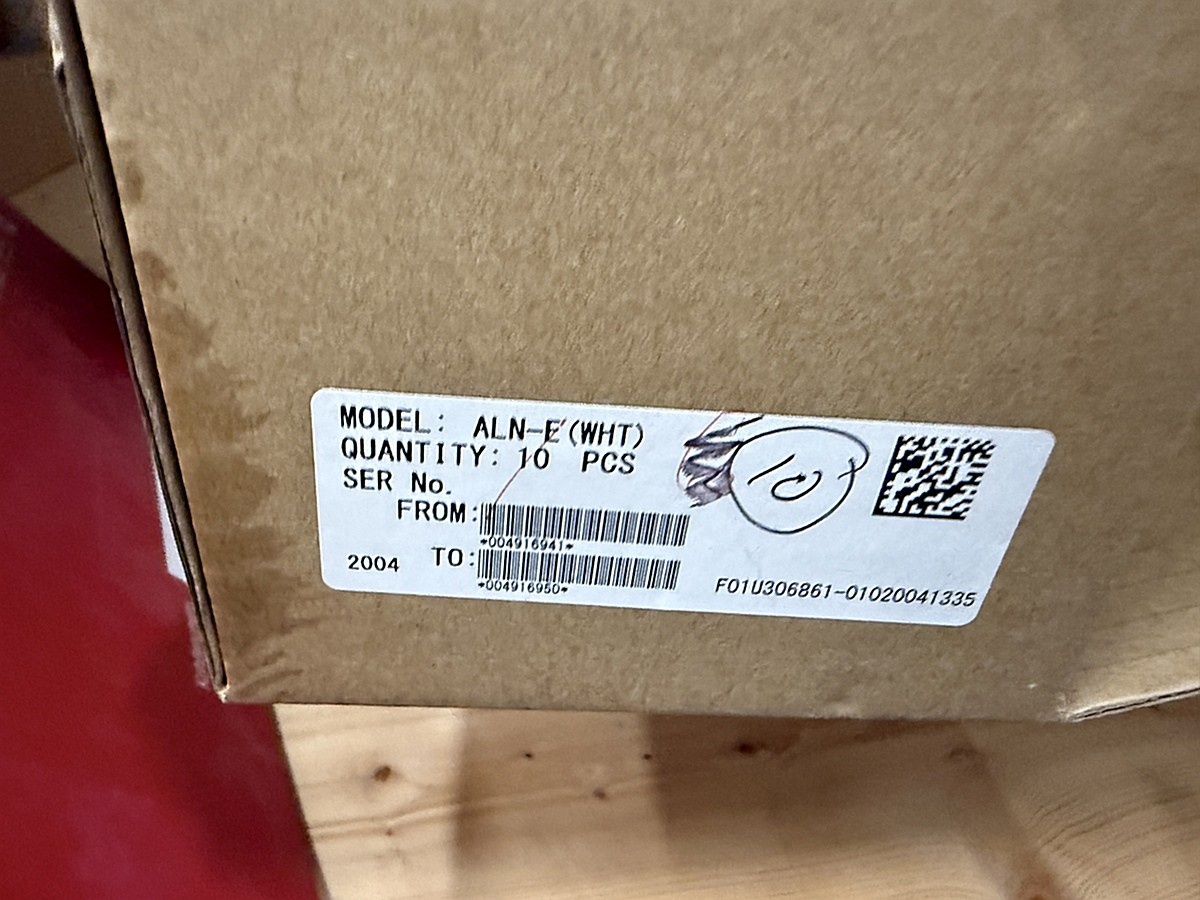 MODEL: ALN-E(WHT)
QUANTITY: 10 PCS
SER No.
FROM:
*004916941*
2004 TO:
*004916950*
10
F01U306861-01020041335